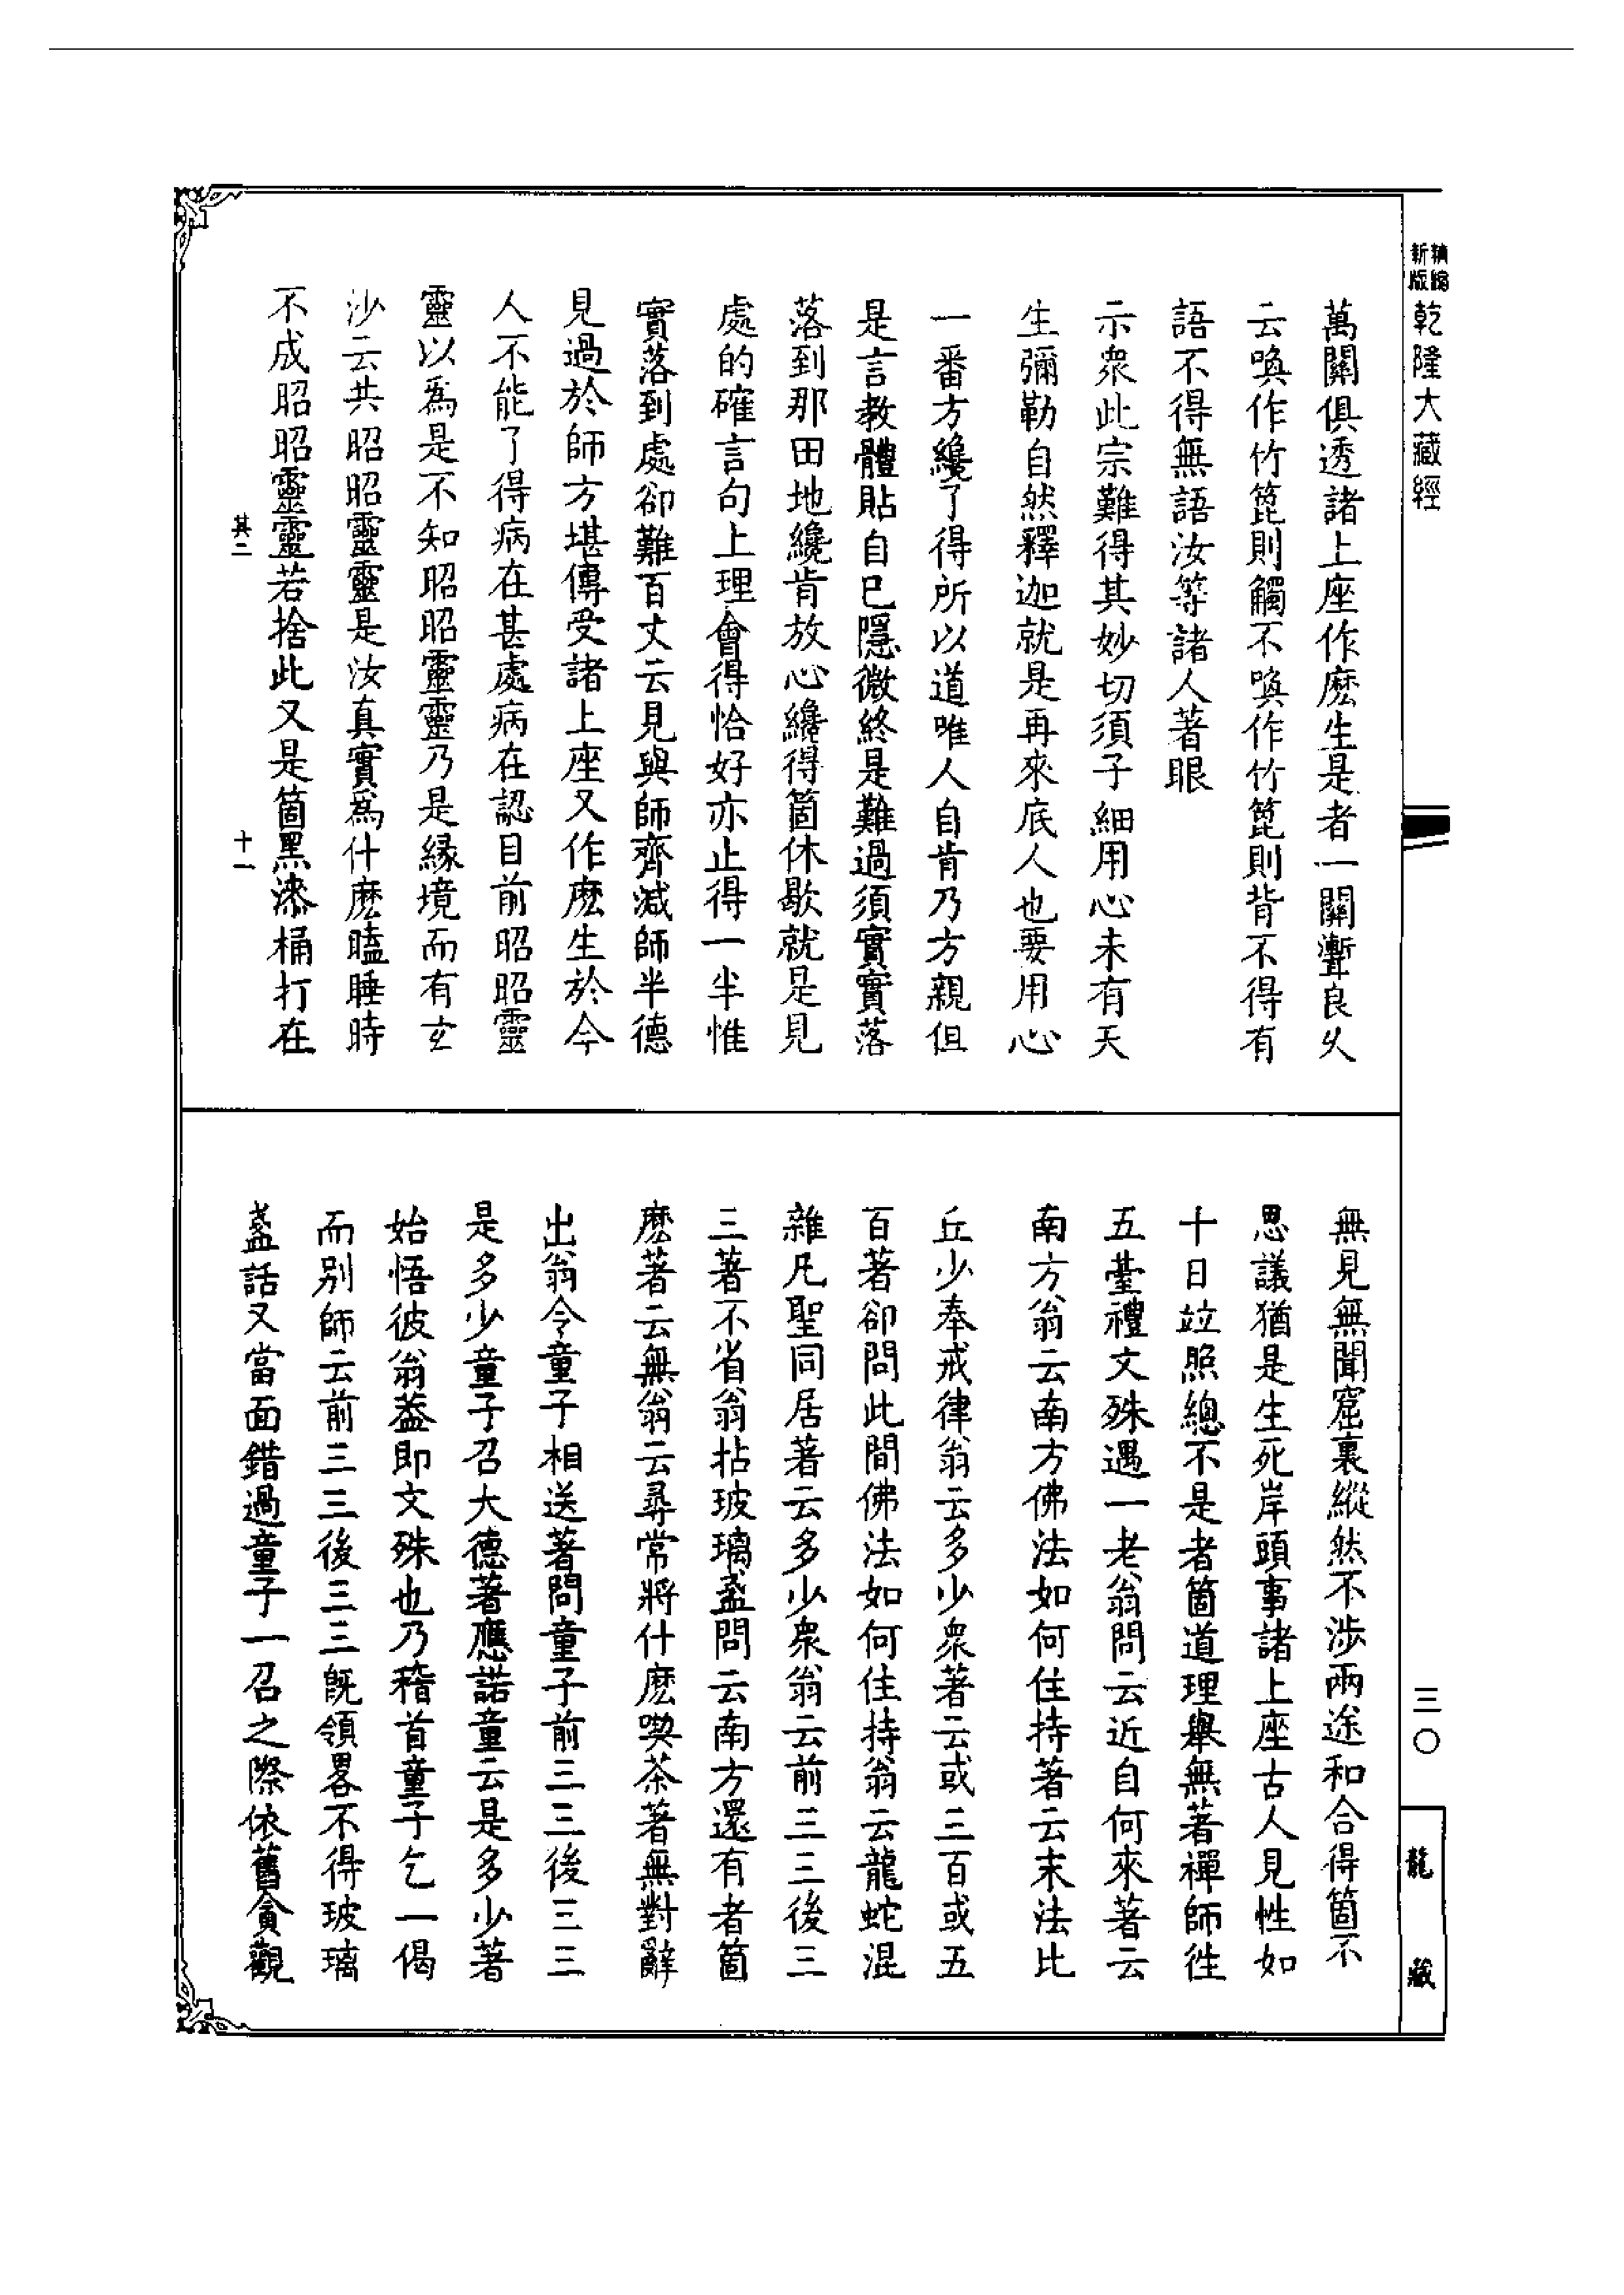 新版
精縮
乾隆大藏經
萬關俱透諸上座作麽生是者一關漸聳良久
云喚作竹篦則觸不喚作竹篦則背不得有
語不得無語汝等諸人著眼
示衆此宗難得其妙切須子細用心未有天
生彌勒自然釋迦就是再來底人也要用心
一番方纔了得所以道唯人自肯乃方親但
是言教體貼自已隱微終是難過須實實落
落到那田地纔肯放心纔得箇休歇就是見
處的確言句上理會得恰好亦止得一半惟
實落到處卻難百丈云見與師齊減師半德
見過於師方堪傳受諸上座又作麽生於今
人不能了得病在甚處病在認目前昭昭靈
靈以爲是不知昭昭靈靈乃是緣境而有玄
沙云共昭昭靈靈是汝真實爲什麽瞌睡時
不成昭昭靈靈若捨此又是箇黑漆桶打在
其二
十一
無見無聞窟裏縱然不涉兩途和合得箇不
思議猶是生死岸頭事諸上座古人見性如
十日竝照總不是者箇道理舉無著禪師徃
五臺禮文殊遇一老翁問云近自何來著云
南方翁云南方佛法如何住持著云末法比
丘少奉戒律翁云多少衆著云或三百或五
百著卻問此間佛法如何住持翁云龍蛇混
雜凡聖同居著云多少衆翁云前三三後三
三著不省翁拈玻璃盞問云南方還有者箇
麽著云無翁云尋常將什麽喫茶著無對辭
出翁令童子相送著問童子前三三後三三
是多少童子召大德著應諾童云是多少著
始悟彼翁葢即文殊也乃稽首童子乞一偈
而別師云前三三後三三旣領畧不得玻璃
盞話又當面錯過童子一召之際依舊貪觀
三〇
龍藏